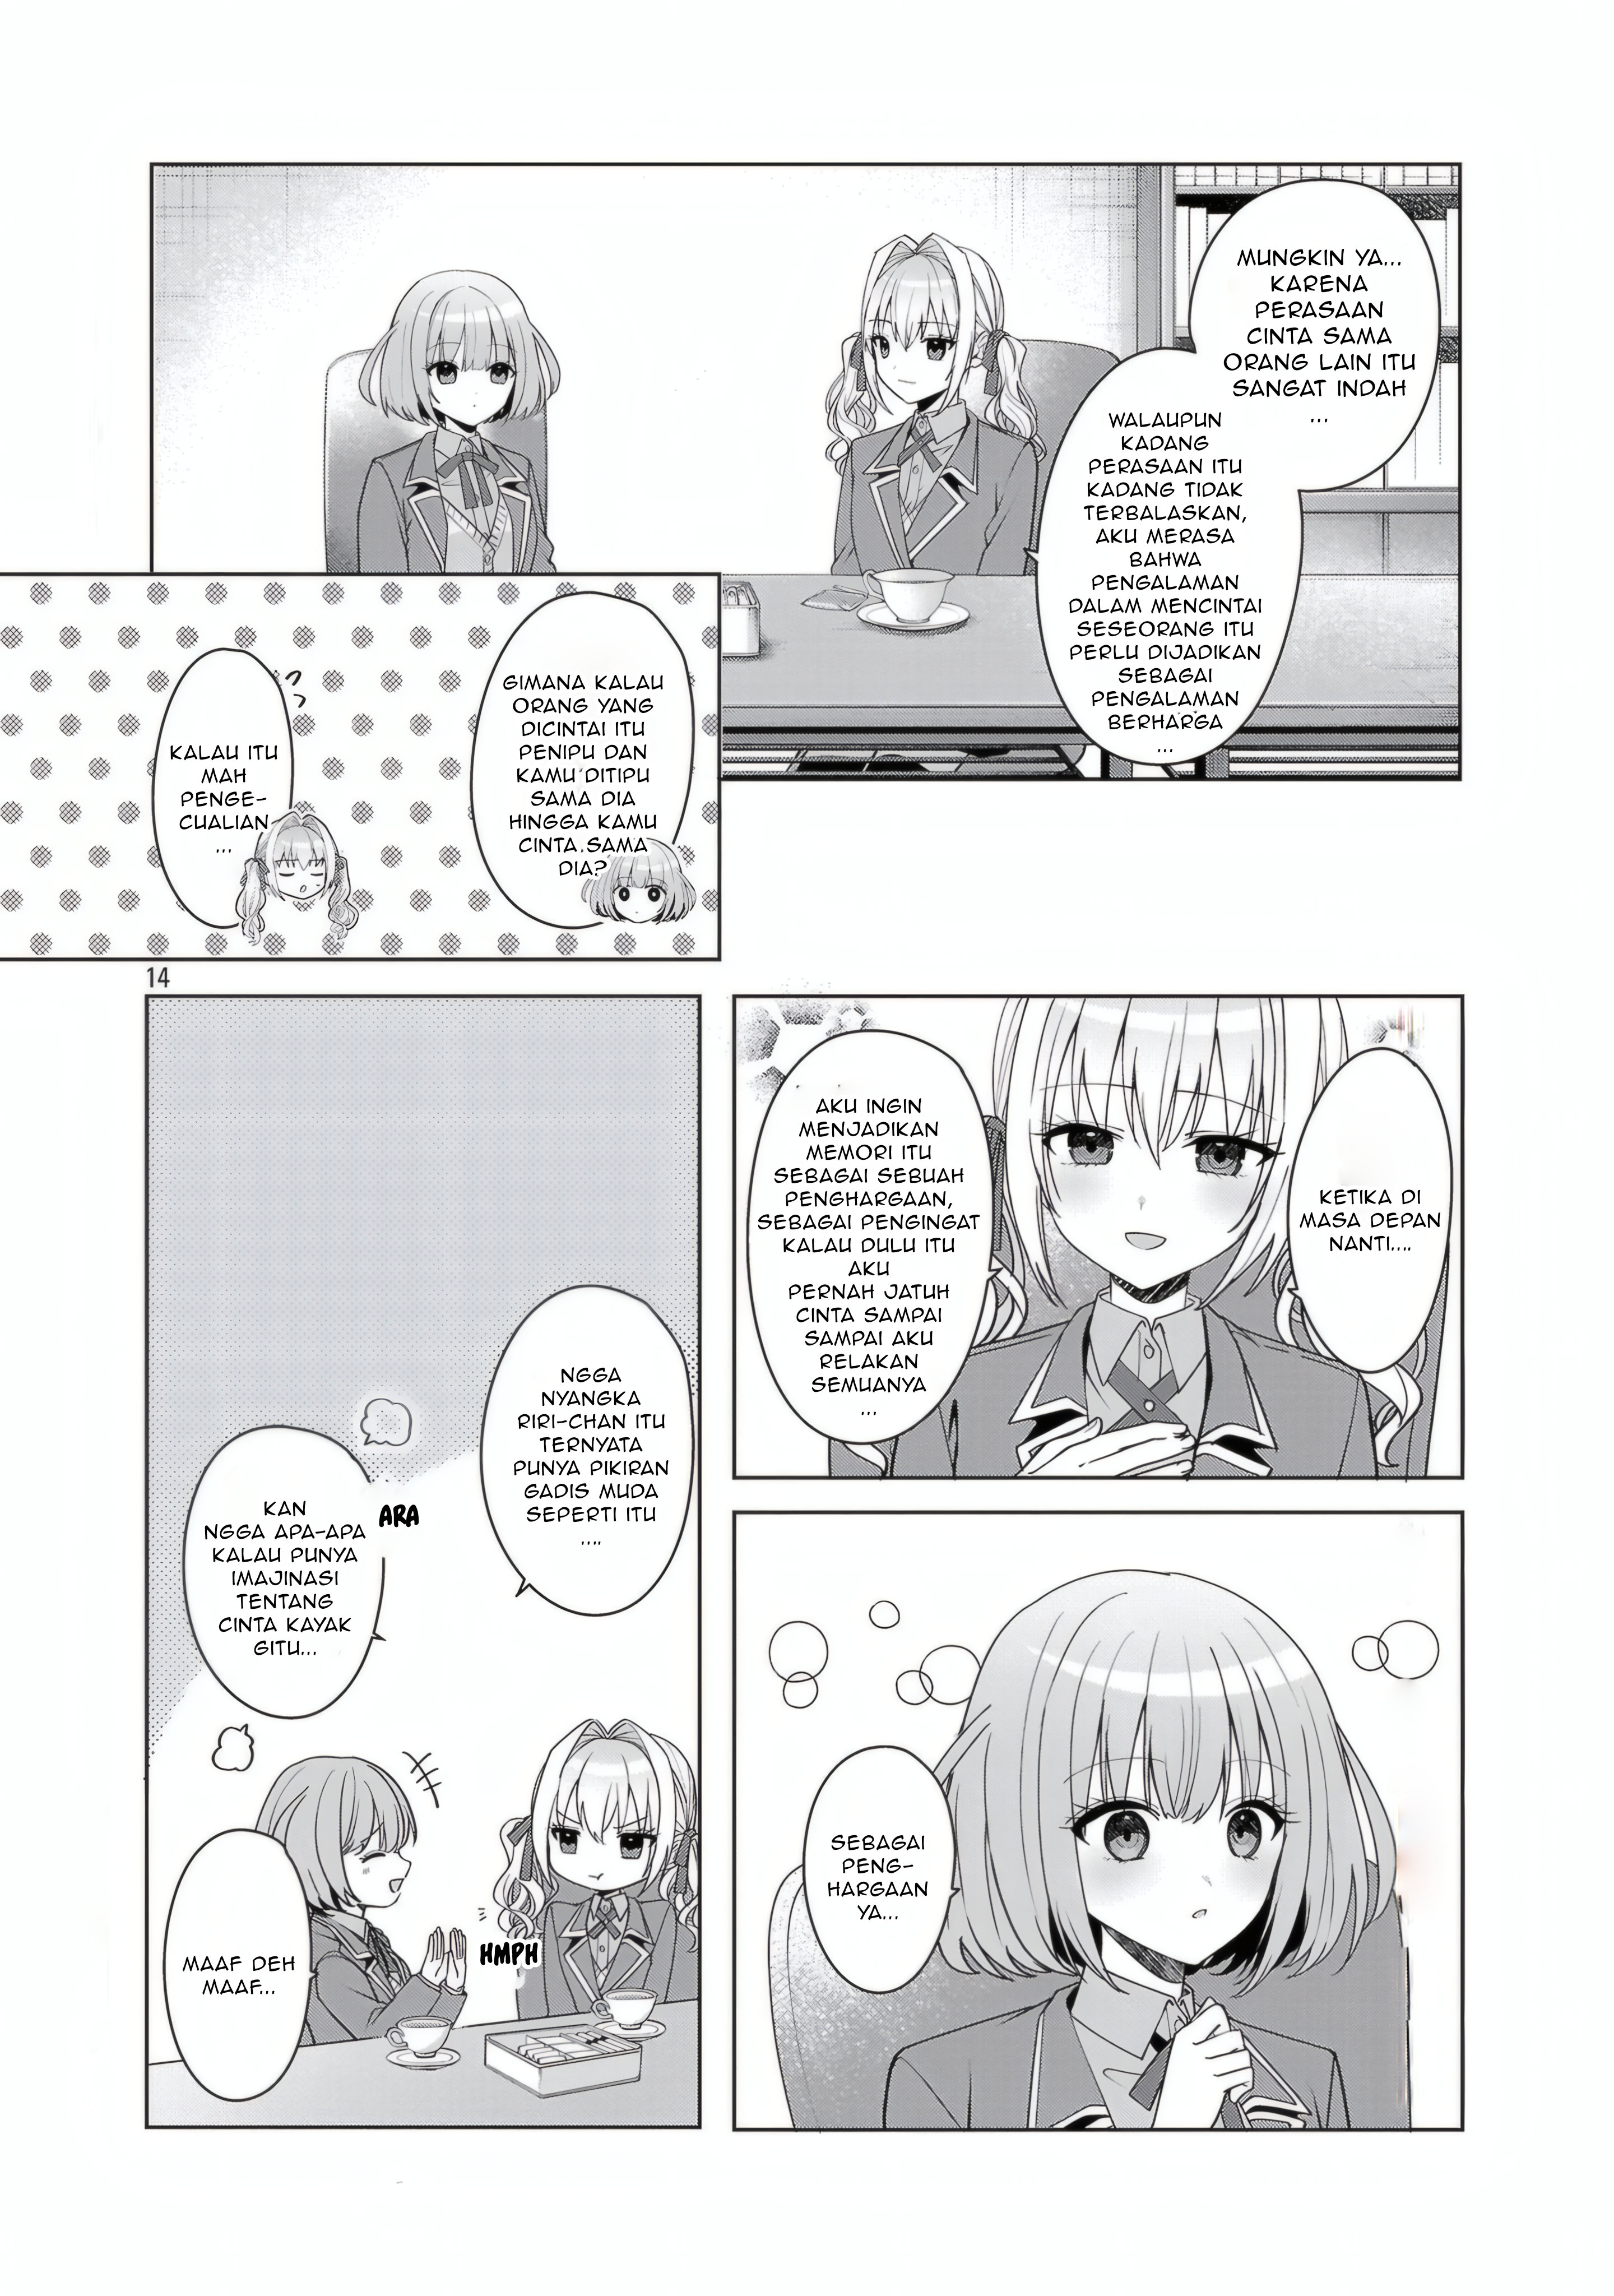 MUNGKIN YA...
KARENA
PERASAAN
CINTA SAMA
ORANG LAIN ITU
SANGAT INDAH
...
WALAUPUN
KADANG
PERASAAN ITU
KADANG TIDAK
TERBALASKAN,
AKU MERASA
BAHWA
PENGALAMAN
DALAM MENCINTAI
SESEORANG ITU
PERLU DIJADIKAN
SEBAGAI
PENGALAMAN
BERHARGA
...
GIMANA KALAU
ORANG YANG
DICINTAI ITU
PENIPU DAN
KAMU DITIPU
SAMA DIA
HINGGA KAMU
CINTA SAMA
DIA?
KALAU ITU
MAH
PENGE-
CUALIAN
...
14
KETIKA DI
MASA DEPAN
NANTI....
AKU INGIN
MENJADIKAN
MEMORI ITU
SEBAGAI SEBUAH
PENGHARGAAN,
SEBAGAI PENGINGAT
KALAU DULU ITU
AKU
PERNAH JATUH
CINTA SAMPAI
SAMPAI AKU
RELAKAN
SEMUANYA
...
SEBAGAI
PENG-
HARGAAN
YA...
NGGA
NYANGKA
RIRI-CHAN ITU
TERNYATA
PUNYA PIKIRAN
GADIS MUDA
SEPERTI ITU
....
ARA
KAN
NGGA APA-APA
KALAU PUNYA
IMAJINASI
TENTANG
CINTA KAYAK
GITU...
HMPH
MAAF DEH
MAAF...